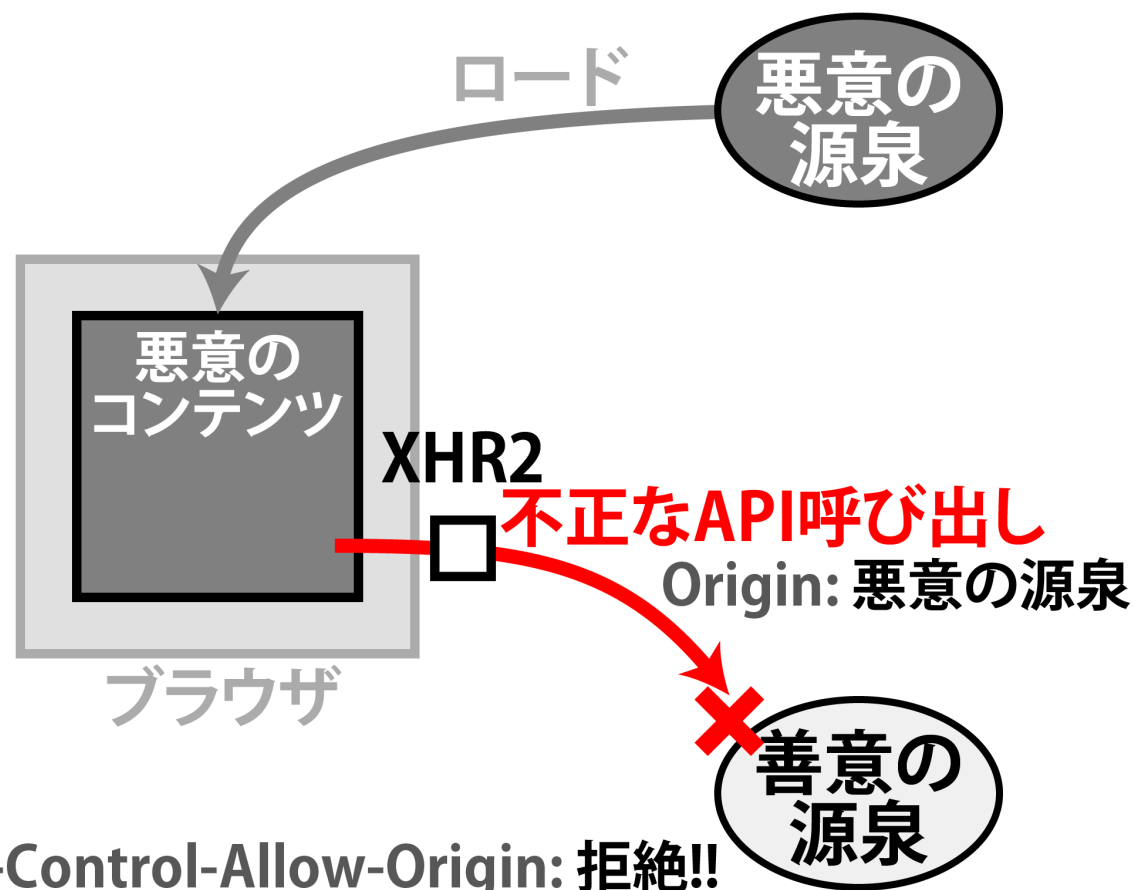 ロード
悪意の
源泉
悪意の
コンテンツ
XHR2
不正なAPI呼び出し
Origin: 悪意の源泉
ブラウザ
善意の
源泉
-Control-Allow-Origin: 拒絶!!